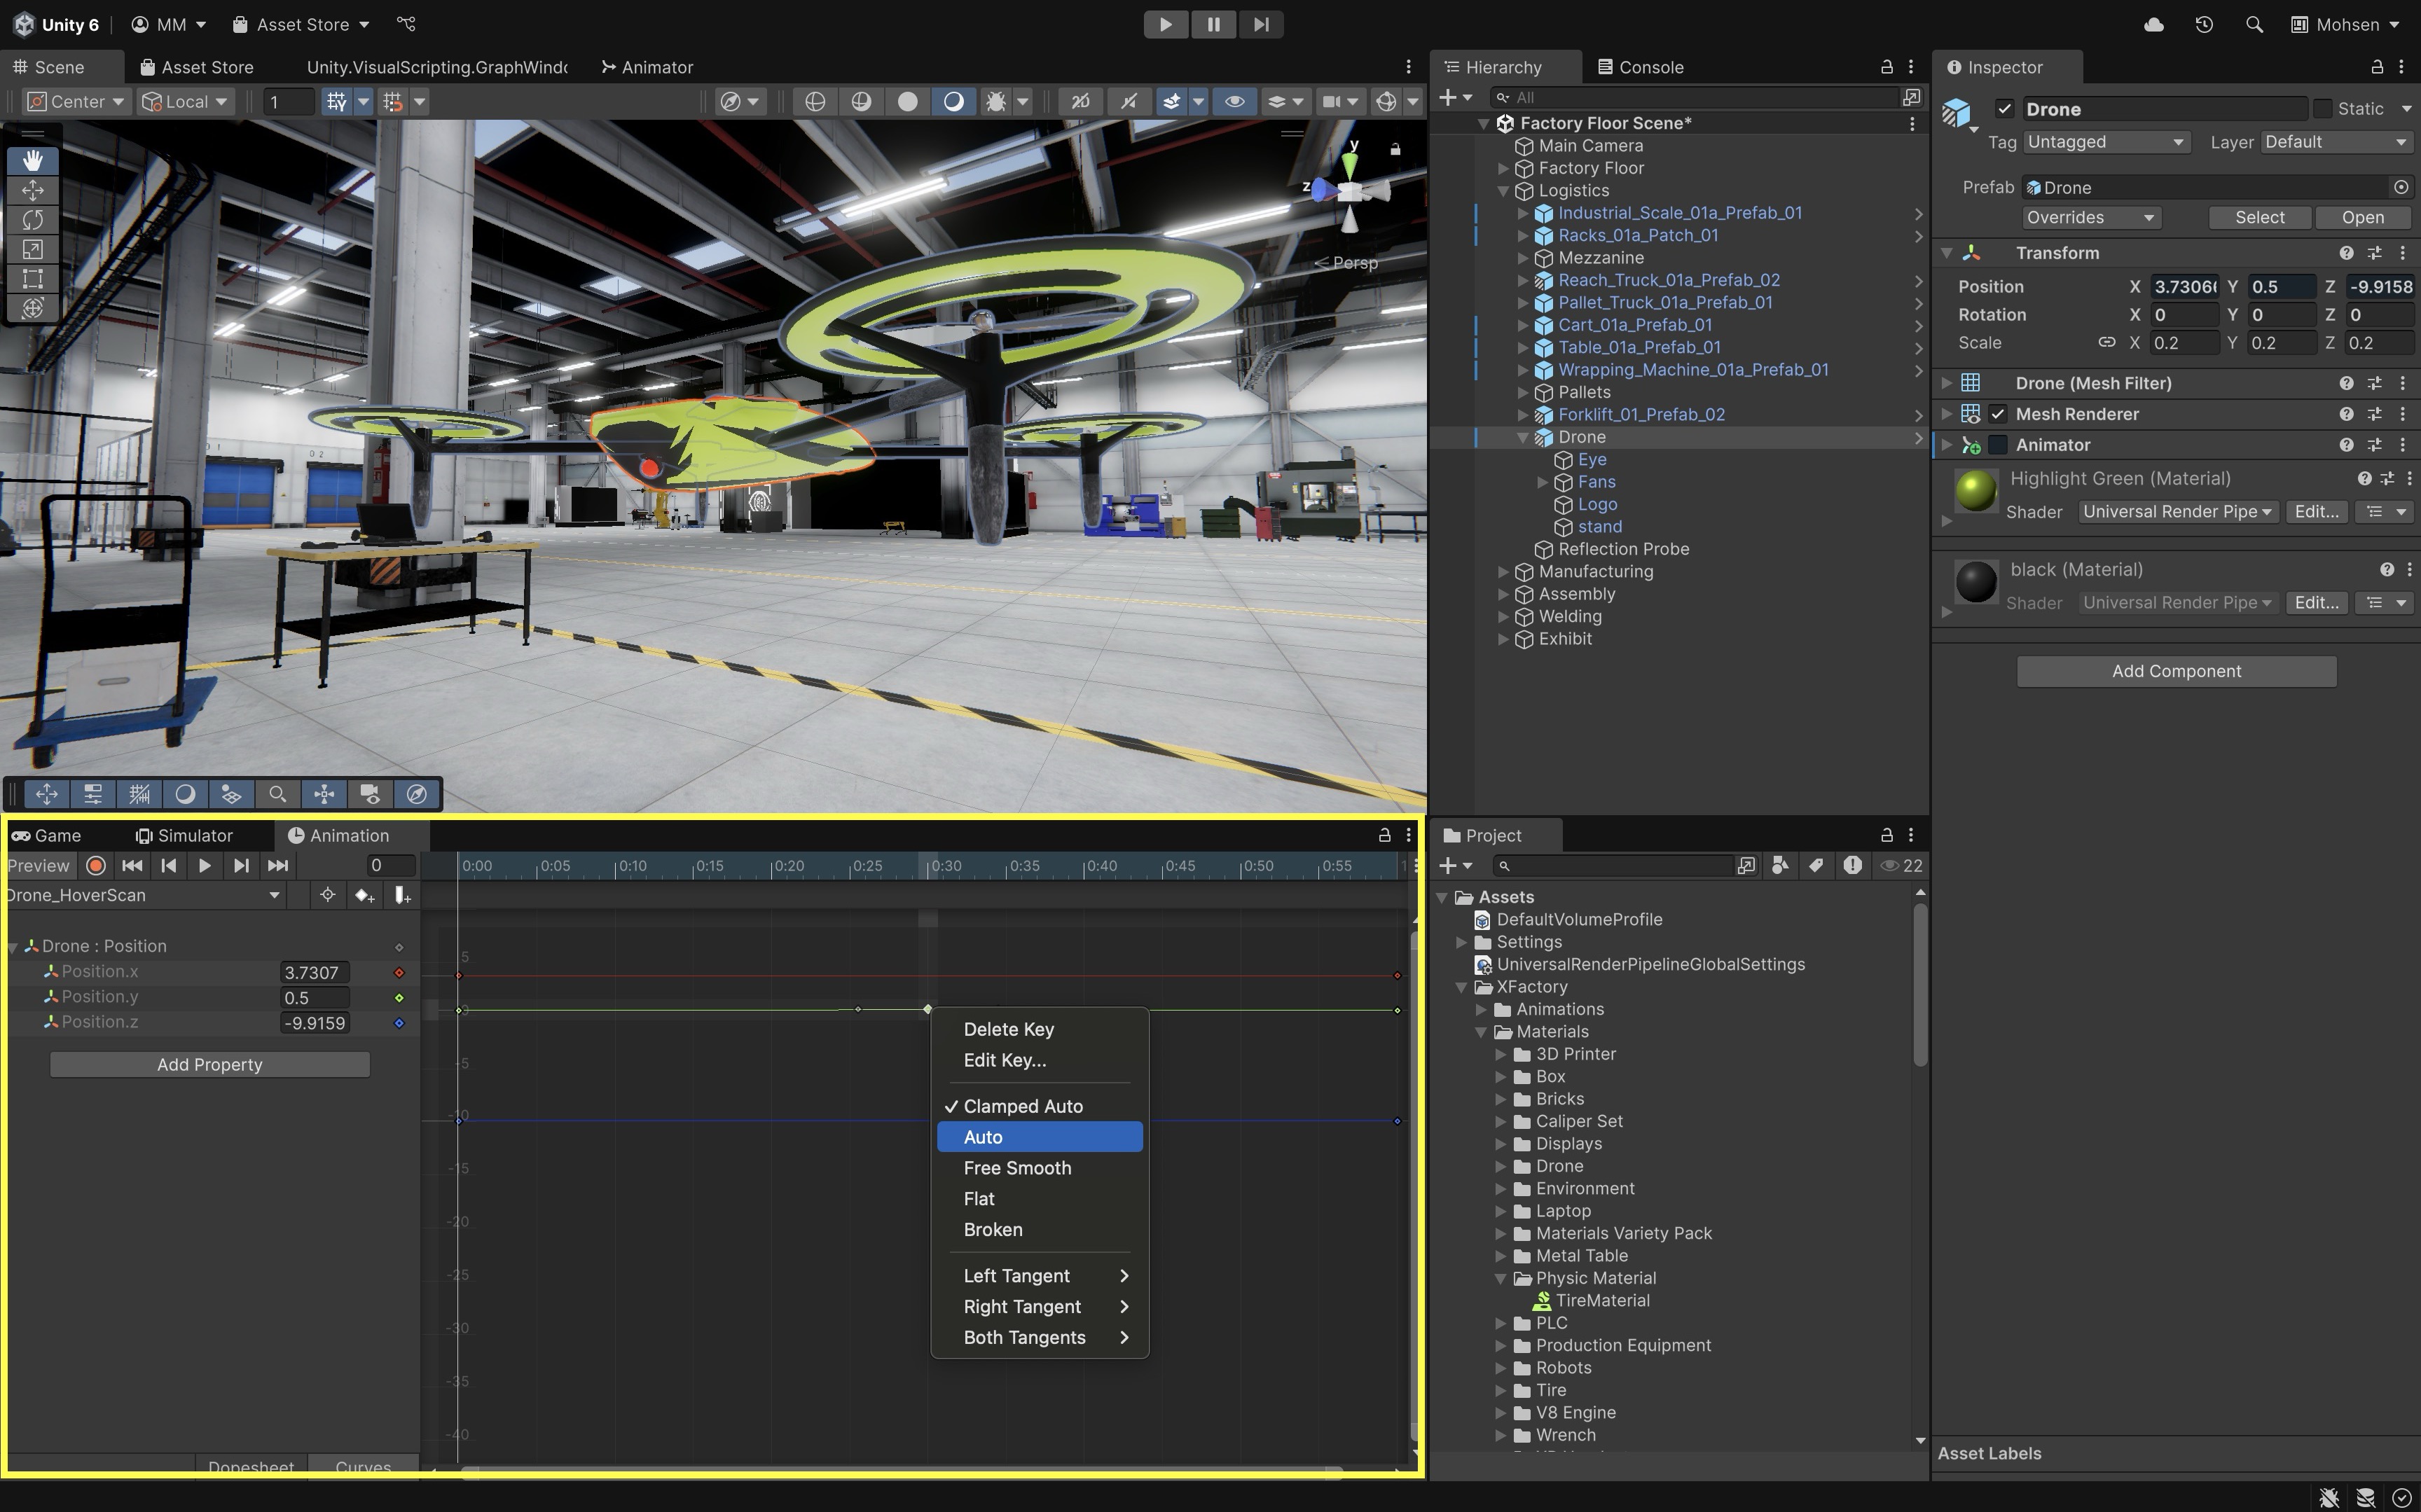 Unity 6
MM
Asset Store
Mohsen
Scene
Asset Store
Unity.VisualScripting.GraphWind
Animator
Center
Local
1
2D
y
z
Persp
02
Game
Simulator
Animation
Preview
0
0:00 0:05 0:10 0:15 0:20 0:25 0:30 0:35 0:40 0:45 0:50 0:55 1
Drone_HoverScan
Drone : Position
Position.x 3.7307
Position.y 0.5
Position.z -9.9159
Add Property
5
0
-5
-10
-15
-20
-25
-30
-35
-40
Delete Key
Edit Key...
✓ Clamped Auto
Auto
Free Smooth
Flat
Broken
Left Tangent >
Right Tangent >
Both Tangents >
Dopesheet
Curves
Hierarchy
Console
All
Factory Floor Scene*
Main Camera
Factory Floor
Logistics
Industrial_Scale_01a_Prefab_01
Racks_01a_Patch_01
Mezzanine
Reach_Truck_01a_Prefab_02
Pallet_Truck_01a_Prefab_01
Cart_01a_Prefab_01
Table_01a_Prefab_01
Wrapping_Machine_01a_Prefab_01
Pallets
Forklift_01_Prefab_02
Drone
Eye
Fans
Logo
stand
Reflection Probe
Manufacturing
Assembly
Welding
Exhibit
Project
22
Assets
DefaultVolumeProfile
Settings
UniversalRenderPipelineGlobalSettings
XFactory
Animations
Materials
3D Printer
Box
Bricks
Caliper Set
Displays
Drone
Environment
Laptop
Materials Variety Pack
Metal Table
Physic Material
TireMaterial
PLC
Production Equipment
Robots
Tire
V8 Engine
Wrench
Inspector
Drone
Static
Tag Untagged Layer Default
Prefab Drone
Overrides Select Open
Transform
Position X 3.7306 Y 0.5 Z -9.9158
Rotation X 0 Y 0 Z 0
Scale X 0.2 Y 0.2 Z 0.2
Drone (Mesh Filter)
Mesh Renderer
Animator
Highlight Green (Material)
Shader Universal Render Pipe Edit...
black (Material)
Shader Universal Render Pipe Edit...
Add Component
Asset Labels